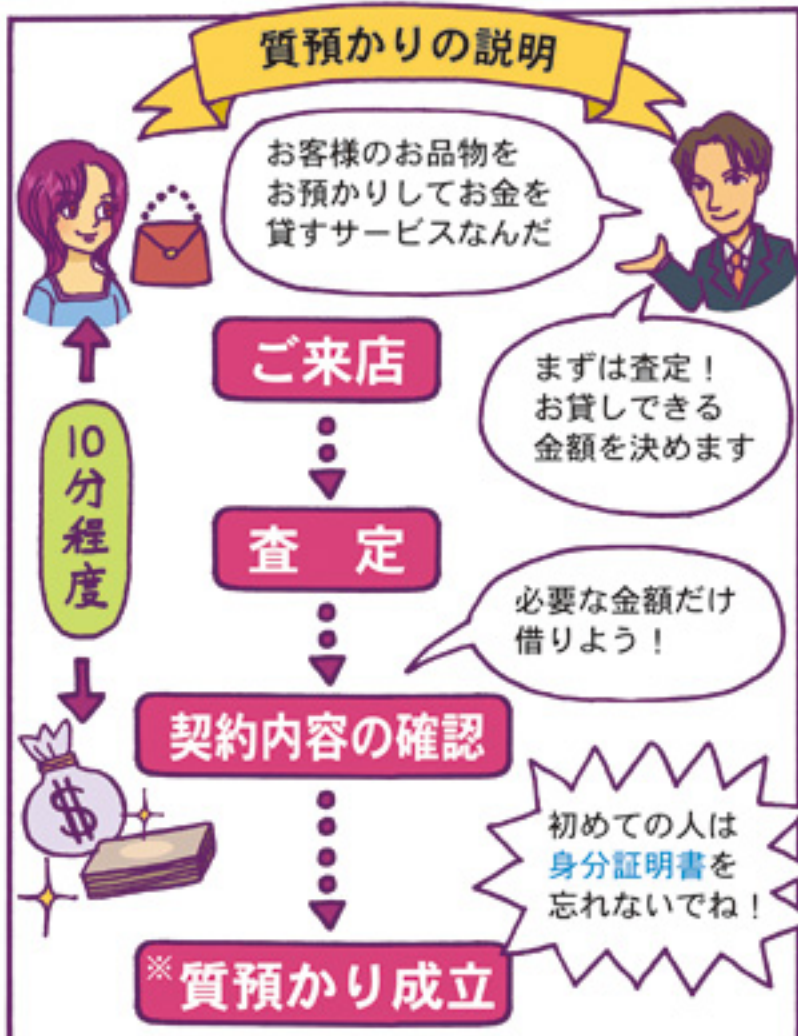 質預かりの説明
お客様のお品物を
お預かりしてお金を
貸すサービスなんだ
ご来店
まずは査定！
お貸しできる
金額を決めます
10分程度
査　定
必要な金額だけ
借りよう！
契約内容の確認
$
初めての人は
身分証明書を
忘れないでね！
※質預かり成立